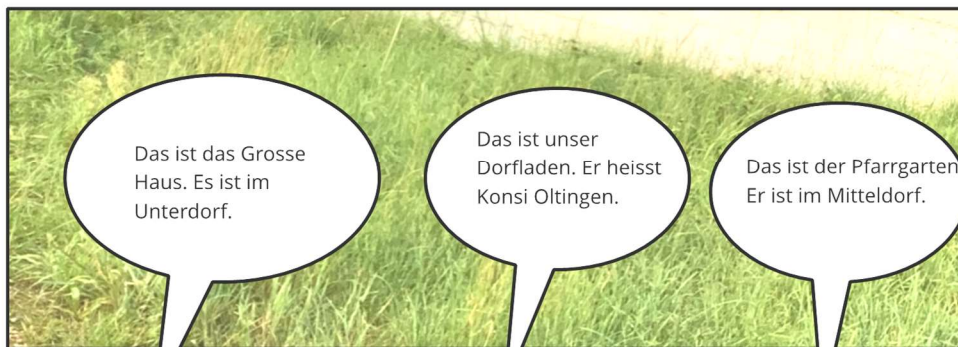 Das ist das Grosse
Haus. Es ist im
Unterdorf.
Das ist unser
Dorfladen. Er heisst
Konsi Oltingen.
Das ist der Pfarrgarten
Er ist im Mitteldorf.